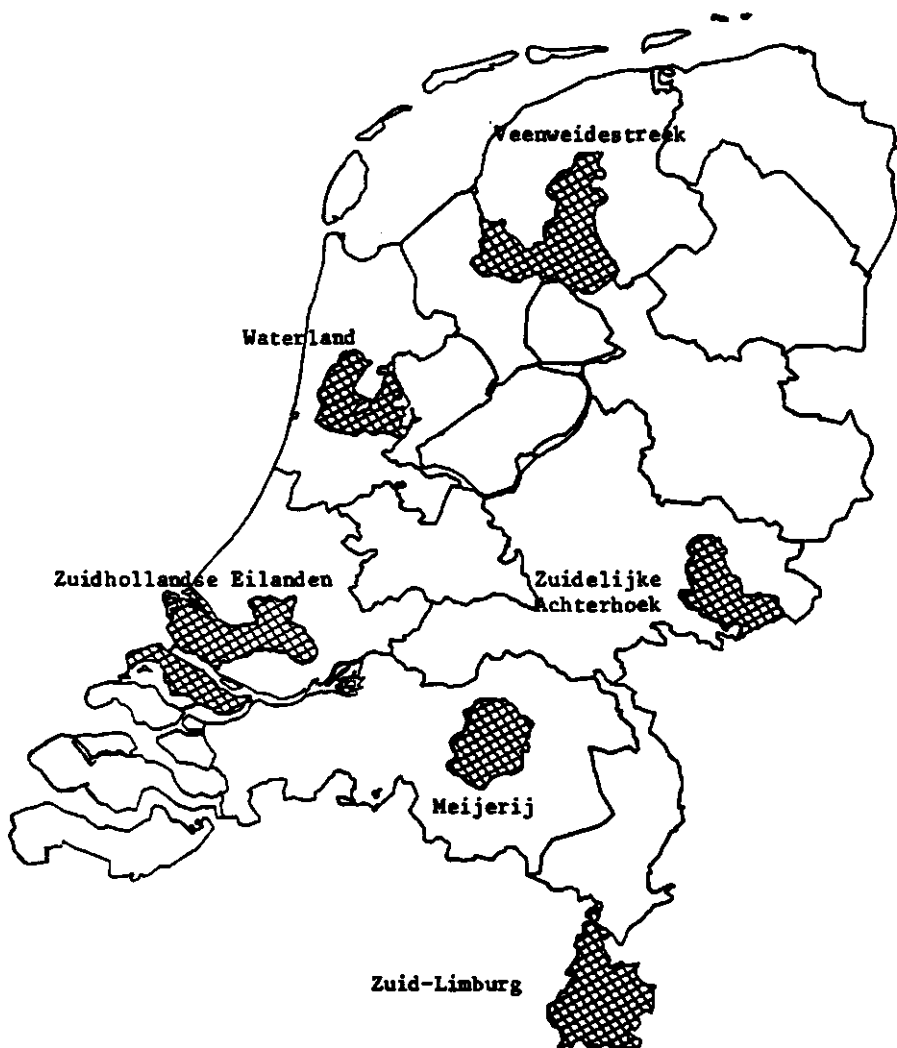 Veenweidestreek
Waterland
Zuidhollandse Eilanden
Zuidelijke
Achterhoek
Meijerij
Zuid-Limburg